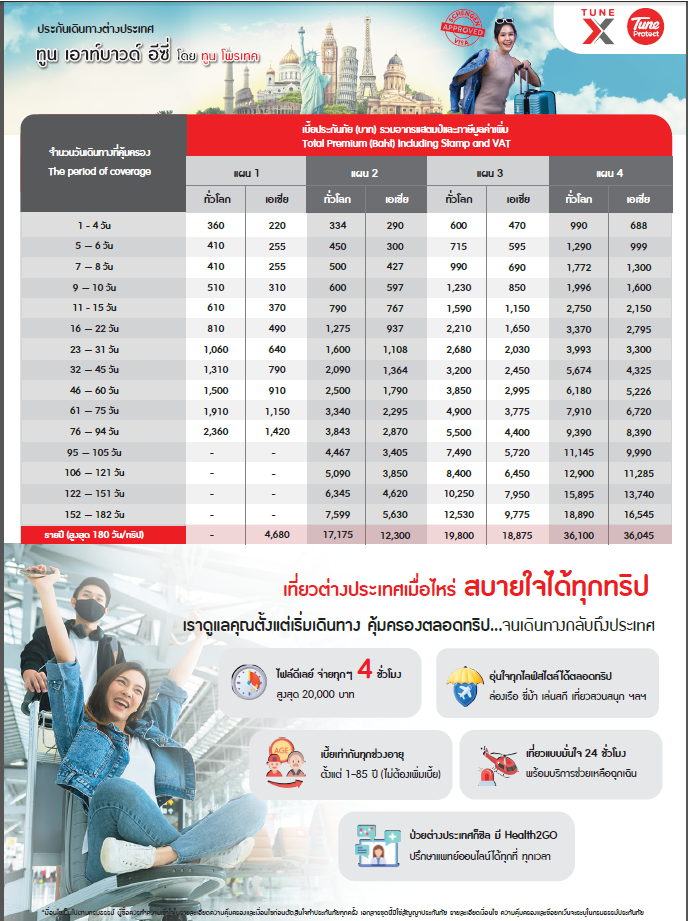 ประกันเดินทางต่างประเทศ
ทูน เอาท์บาวด์ อีซี่ โดย ทูน โพรเทค
SCHENGEN
APPROVED
VISA
TUNE
X
Tune
Protect
จำนวนวันเดินทางที่คุ้มครอง
The period of coverage
เบี้ยประกันภัย (บาท) รวมอากรแสตมป์และภาษีมูลค่าเพิ่ม
Total Premium (Baht) Including Stamp and VAT
แผน 1 แผน 2 แผน 3 แผน 4
ทั่วโลก เอเชีย ทั่วโลก เอเชีย ทั่วโลก เอเชีย ทั่วโลก เอเชีย
1 - 4 วัน 360 220 334 290 600 470 990 688
5 – 6 วัน 410 255 450 300 715 595 1,290 999
7 – 8 วัน 410 255 500 427 990 690 1,772 1,300
9 – 10 วัน 510 310 600 597 1,230 850 1,996 1,600
11 - 15 วัน 610 370 790 767 1,590 1,150 2,750 2,150
16 – 22 วัน 810 490 1,275 937 2,210 1,650 3,370 2,795
23 – 31 วัน 1,060 640 1,600 1,108 2,680 2,030 3,993 3,300
32 – 45 วัน 1,310 790 2,090 1,364 3,200 2,450 5,674 4,325
46 – 60 วัน 1,500 910 2,500 1,790 3,850 2,995 6,180 5,226
61 – 75 วัน 1,910 1,150 3,340 2,295 4,900 3,775 7,910 6,720
76 – 94 วัน 2,360 1,420 3,843 2,870 5,500 4,400 9,390 8,390
95 – 105 วัน - - 4,467 3,405 7,490 5,720 11,145 9,990
106 – 121 วัน - - 5,090 3,850 8,400 6,450 12,900 11,285
122 – 151 วัน - - 6,345 4,620 10,250 7,950 15,895 13,740
152 – 182 วัน - - 7,599 5,630 12,530 9,775 18,890 16,545
รายปี (สูงสุด 180 วัน/ทริป) - 4,680 17,175 12,300 19,800 18,875 36,100 36,045
เที่ยวต่างประเทศเมื่อไหร่ สบายใจได้ทุกทริป
เราดูแลคุณตั้งแต่เริ่มเดินทาง คุ้มครองตลอดทริป...จนเดินทางกลับถึงประเทศ
ไฟล์ดีเลย์ จ่ายทุกๆ 4 ชั่วโมง
สูงสุด 20,000 บาท
อุ่นใจทุกไลฟ์สไตล์ได้ตลอดทริป
ล่องเรือ ขี่ม้า เล่นสกี เที่ยวสวนสนุก ฯลฯ
AGE
เบี้ยเท่ากันทุกช่วงอายุ
ตั้งแต่ 1-85 ปี (ไม่ต้องเพิ่มเบี้ย)
เที่ยวแบบมั่นใจ 24 ชั่วโมง
พร้อมบริการช่วยเหลือฉุกเฉิน
ป่วยต่างประเทศก็ชิล มี Health2GO
ปรึกษาแพทย์ออนไลน์ได้ทุกที่ ทุกเวลา